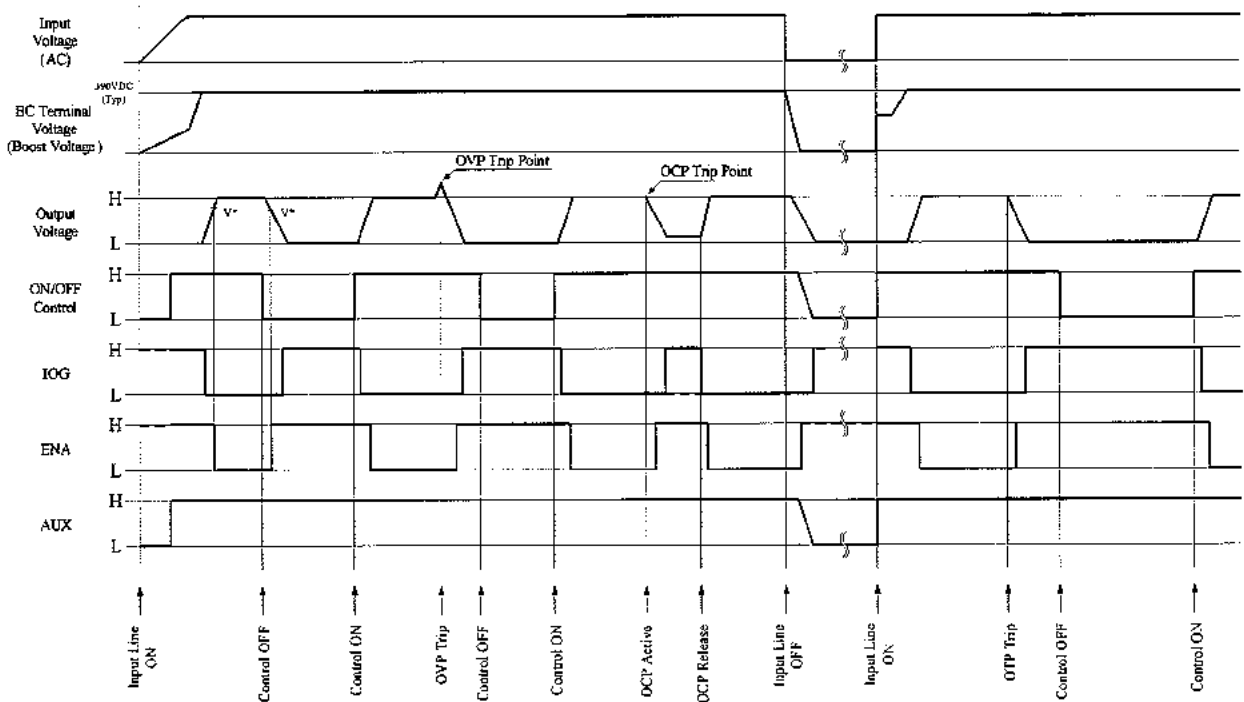 Input
Voltage
(AC)
390VDC
(Typ)
BC Terminal
Voltage
(Boost Voltage)
OVP Trip Point
OCP Trip Point
H
V*
V*
Output
Voltage
L
H
ON/OFF
Control
L
H
IOG
L
H
ENA
L
H
AUX
L
Input Line
ON
Control OFF
Control ON
OVP Trip
Control OFF
Control ON
OCP Active
OCP Release
Input Line
OFF
Input Line
ON
OTP Trip
Control OFF
Control ON